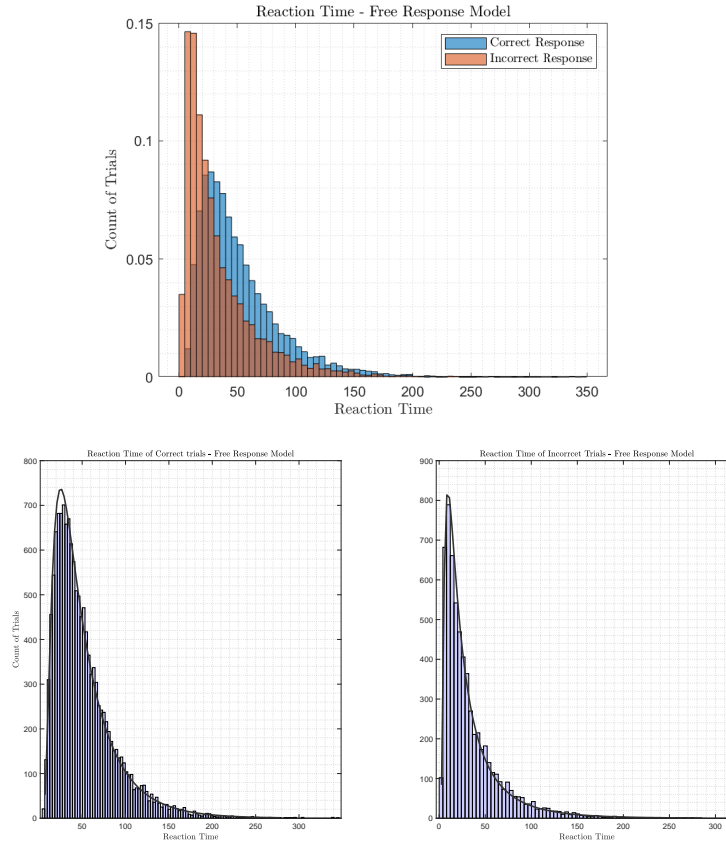 Reaction Time - Free Response Model
Correct Response
Incorrect Response
0.15
0.1
0.05
0
Count of Trials
0 50 100 150 200 250 300 350
Reaction Time
Reaction Time of Correct trials - Free Response Model
800
700
600
500
400
300
200
100
0
Count of Trials
50 100 150 200 250 300
Reaction Time
Reaction Time of Incorrect Trials - Free Response Model
900
800
700
600
500
400
300
200
100
0
0 50 100 150 200 250 300
Reaction Time